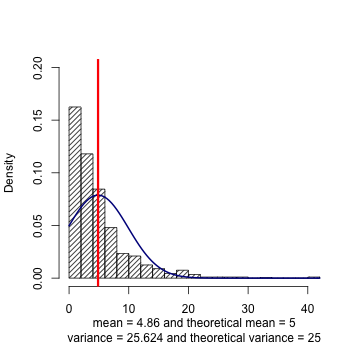 Density
0.20
0.15
0.10
0.05
0.00
0 10 20 30 40
mean = 4.86 and theoretical mean = 5
variance = 25.624 and theoretical variance = 25